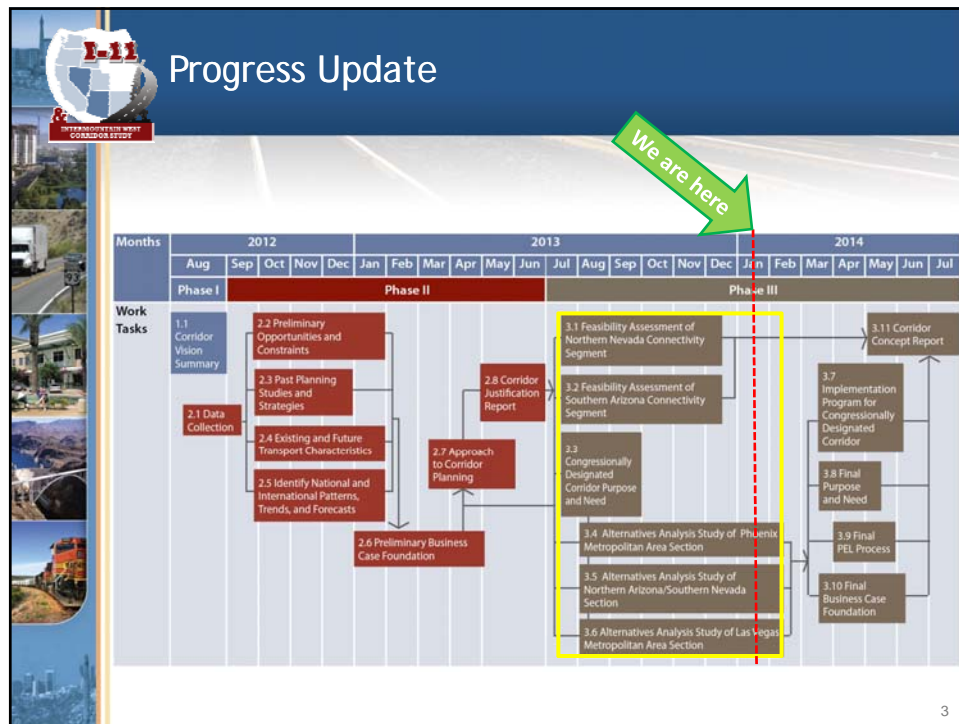 I-11
&
INTERMOUNTAIN WEST
CORRIDOR STUDY
Progress Update
We are here
Months
2012
2013
2014
Aug Sep Oct Nov Dec Jan Feb Mar Apr May Jun Jul Aug Sep Oct Nov Dec Jan Feb Mar Apr May Jun Jul
Phase I
Phase II
Phase III
Work
Tasks
1.1
Corridor
Vision
Summary
2.1 Data
Collection
2.2 Preliminary
Opportunities and
Constraints
2.3 Past Planning
Studies and
Strategies
2.4 Existing and Future
Transport Characteristics
2.5 Identify National and
International Patterns,
Trends, and Forecasts
2.6 Preliminary Business
Case Foundation
2.7 Approach
to Corridor
Planning
2.8 Corridor
Justification
Report
3.1 Feasibility Assessment of
Northern Nevada Connectivity
Segment
3.2 Feasibility Assessment of
Southern Arizona Connectivity
Segment
3.3
Congressionally
Designated
Corridor Purpose
and Need
3.4 Alternatives Analysis Study of Phoenix
Metropolitan Area Section
3.5 Alternatives Analysis Study of
Northern Arizona/Southern Nevada
Section
3.6 Alternatives Analysis Study of Las Vegas
Metropolitan Area Section
3.11 Corridor
Concept Report
3.7
Implementation
Program for
Congressionally
Designated
Corridor
3.8 Final
Purpose
and Need
3.9 Final
PEL Process
3.10 Final
Business Case
Foundation
3